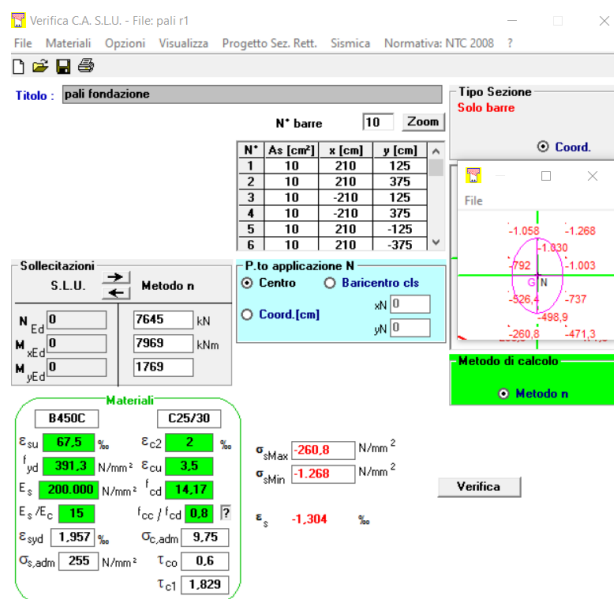 Verifica C.A. S.L.U. - File: pali r1
File Materiali Opzioni Visualizza Progetto Sez. Rett. Sismica Normativa: NTC 2008 ?
Titolo : pali fondazione
Tipo Sezione
Solo barre
N° barre 10 Zoom
Coord.
N° As [cm²] x [cm] y [cm]
1 10 210 125
2 10 210 375
3 10 -210 125
4 10 -210 375
5 10 210 -125
6 10 210 -375
File
-1.058 -1.268
-1.030
-792 -1.003
G N
-526,4 -737
-498,9
-260,8 -471,3
Sollecitazioni
S.L.U. Metodo n
N Ed 0 7645 kN
M xEd 0 7969 kNm
M yEd 0 1769
P.to applicazione N
Centro Baricentro cls
Coord.[cm] xN 0
yN 0
Metodo di calcolo
Metodo n
Materiali
B450C C25/30
εsu 67,5 ‰ εc2 2 ‰
fyd 391,3 N/mm² εcu 3,5
Es 200.000 N/mm² fcd 14,17
Es/Ec 15 fcc / fcd 0,8 ?
εsyd 1,957 ‰ σc,adm 9,75
σs,adm 255 N/mm² τco 0,6
τc1 1,829
σsMax -260,8 N/mm²
σsMin -1.268 N/mm²
εs -1,304 ‰
Verifica